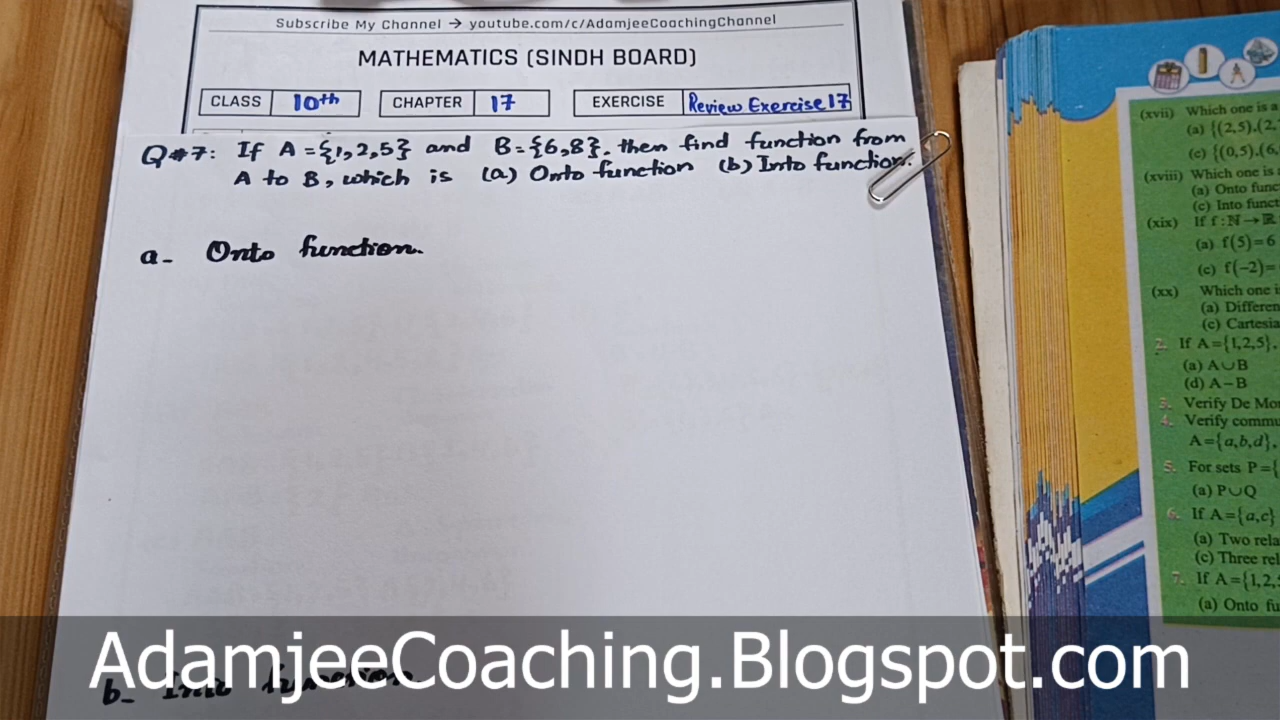 Subscribe My Channel → youtube.com/c/AdamjeeCoachingChannel
MATHEMATICS (SINDH BOARD)
CLASS 10th CHAPTER 17 EXERCISE Review Exercise 17
Q#7: If A={1,2,5} and B={6,8}. then find function from
A to B, which is (a) Onto function (b) Into function.
a- Onto function.
b- Into function.
AdamjeeCoaching.Blogspot.com
(xvii) Which one is a
(a) {(2,5),(2,
(c) {(0,5),(6,
(xviii) Which one is
(a) Onto func
(c) Into funct
(xix) If f:ℕ→ℝ
(a) f(5)=6
(c) f(−2)=
(xx) Which one i
(a) Differen
(c) Cartesia
2. If A={1,2,5},
(a) A∪B
(d) A−B
3. Verify De Mo
4. Verify commu
A={a,b,d},
5. For sets P={
(a) P∪Q
6. If A={a,c}
(a) Two rela
(c) Three rel
7. If A={1,2,
(a) Onto fu